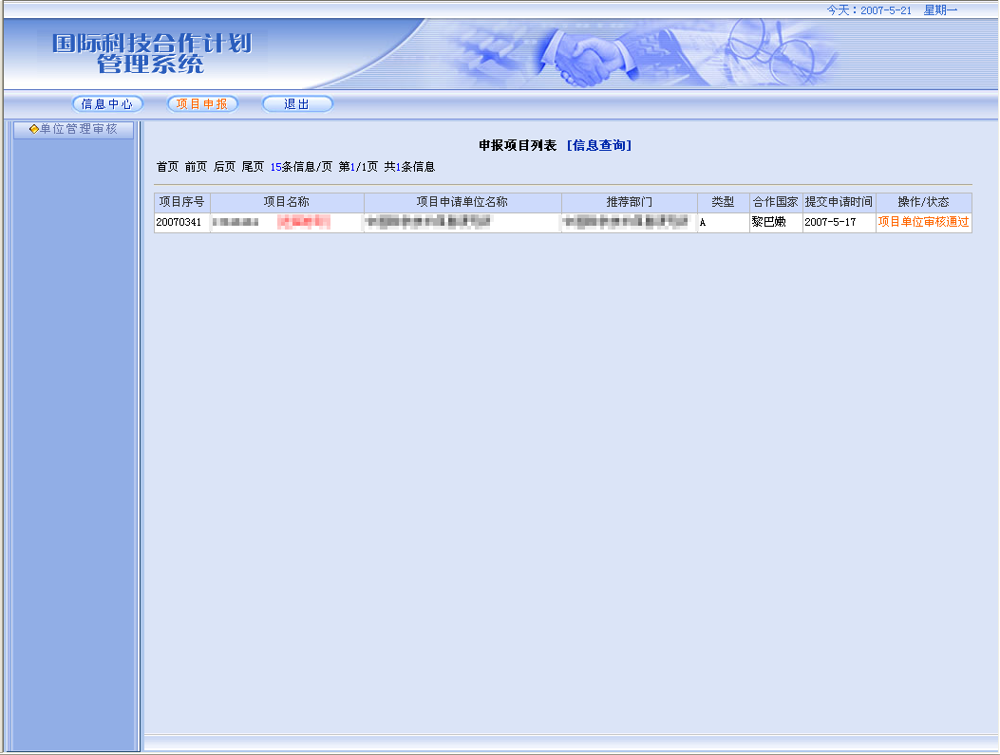 今天：2007-5-21 星期一
国际科技合作计划
管理系统
信息中心 项目申报 退出
单位管理审核
申报项目列表 [信息查询]
首页 前页 后页 尾页 15条信息/页 第1/1页 共1条信息
项目序号 项目名称 项目申请单位名称 推荐部门 类型 合作国家 提交申请时间 操作/状态
20070341 A 黎巴嫩 2007-5-17 项目单位审核通过